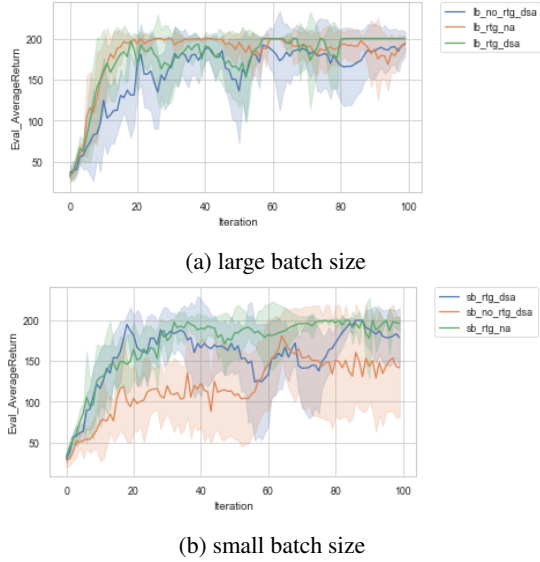 200
150
100
50
Eval_AverageReturn
0
20
40
60
80
100
Iteration
lb_no_rtg_dsa
lb_rtg_na
lb_rtg_dsa
(a) large batch size
200
150
100
50
Eval_AverageReturn
0
20
40
60
80
100
Iteration
sb_rtg_dsa
sb_no_rtg_dsa
sb_rtg_na
(b) small batch size